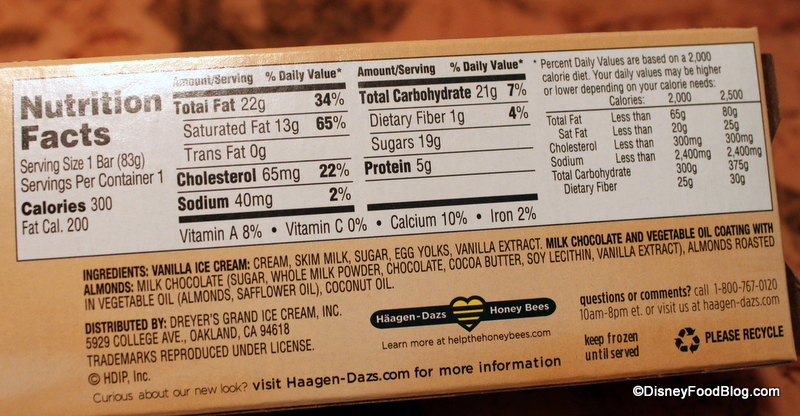 Nutrition
Facts
Serving Size 1 Bar (83g)
Servings Per Container 1
Calories 300
Fat Cal. 200
Amount/Serving % Daily Value*
Total Fat 22g 34%
Saturated Fat 13g 65%
Trans Fat 0g
Cholesterol 65mg 22%
Sodium 40mg 2%
Amount/Serving % Daily Value*
Total Carbohydrate 21g 7%
Dietary Fiber 1g 4%
Sugars 19g
Protein 5g
Vitamin A 8% • Vitamin C 0% • Calcium 10% • Iron 2%
* Percent Daily Values are based on a 2,000
calorie diet. Your daily values may be higher
or lower depending on your calorie needs:
Calories: 2,000 2,500
Total Fat Less than 65g 80g
Sat Fat Less than 20g 25g
Cholesterol Less than 300mg 300mg
Sodium Less than 2,400mg 2,400mg
Total Carbohydrate 300g 375g
Dietary Fiber 25g 30g
INGREDIENTS: VANILLA ICE CREAM: CREAM, SKIM MILK, SUGAR, EGG YOLKS, VANILLA EXTRACT. MILK CHOCOLATE AND VEGETABLE OIL COATING WITH
ALMONDS: MILK CHOCOLATE (SUGAR, WHOLE MILK POWDER, CHOCOLATE, COCOA BUTTER, SOY LECITHIN, VANILLA EXTRACT), ALMONDS ROASTED
IN VEGETABLE OIL (ALMONDS, SAFFLOWER OIL), COCONUT OIL.
DISTRIBUTED BY: DREYER'S GRAND ICE CREAM, INC.
5929 COLLEGE AVE., OAKLAND, CA 94618
TRADEMARKS REPRODUCED UNDER LICENSE.
© HDIP, Inc.
Häagen-Dazs Honey Bees
Learn more at helpthehoneybees.com
questions or comments? call 1-800-767-0120
10am-8pm et. or visit us at haagen-dazs.com
keep frozen
until served
PLEASE RECYCLE
Curious about our new look? visit Haagen-Dazs.com for more information
©DisneyFoodBlog.com